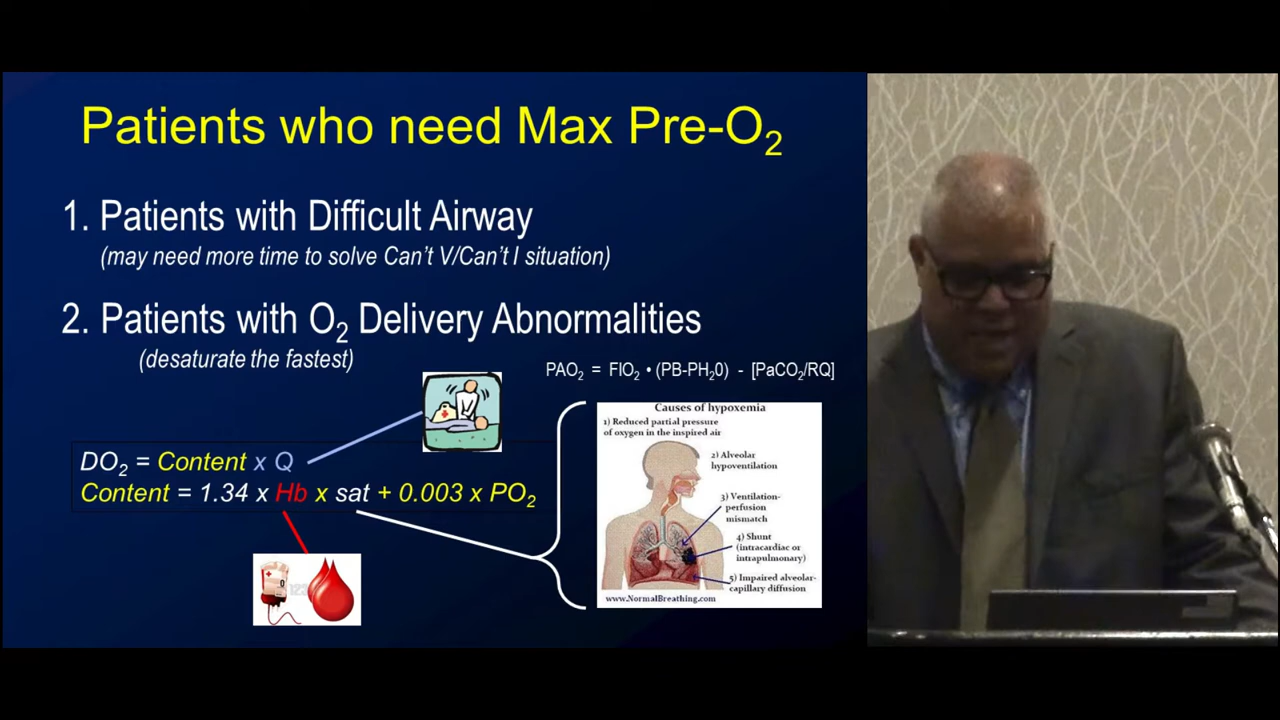 Patients who need Max Pre-O₂
1. Patients with Difficult Airway
(may need more time to solve Can't V/Can't I situation)
2. Patients with O₂ Delivery Abnormalities
(desaturate the fastest)
PAO₂ = FIO₂ • (PB-PH₂0) - [PaCO₂/RQ]
DO₂ = Content x Q
Content = 1.34 x Hb x sat + 0.003 x PO₂
Causes of hypoxemia
1) Reduced partial pressure
of oxygen in the inspired air
2) Alveolar
hypoventilation
3) Ventilation-
perfusion
mismatch
4) Shunt
(intracardiac or
intrapulmonary)
5) Impaired alveolar-
capillary diffusion
www.NormalBreathing.com